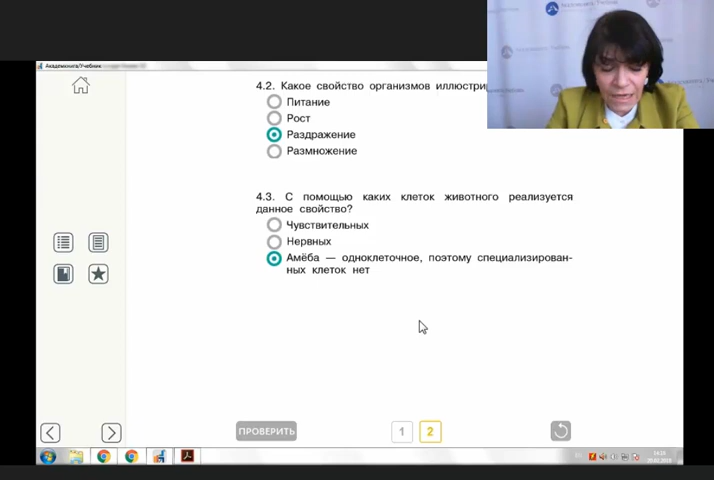 Академкнига/Учебник
4.2. Какое свойство организмов
Питание
Рост
Раздражение
Размножение
4.3. С помощью каких клеток животного реализуется
данное свойство?
Чувствительных
Нервных
Амёба — одноклеточное, поэтому специализирован-
ных клеток нет
ПРОВЕРИТЬ
1
2